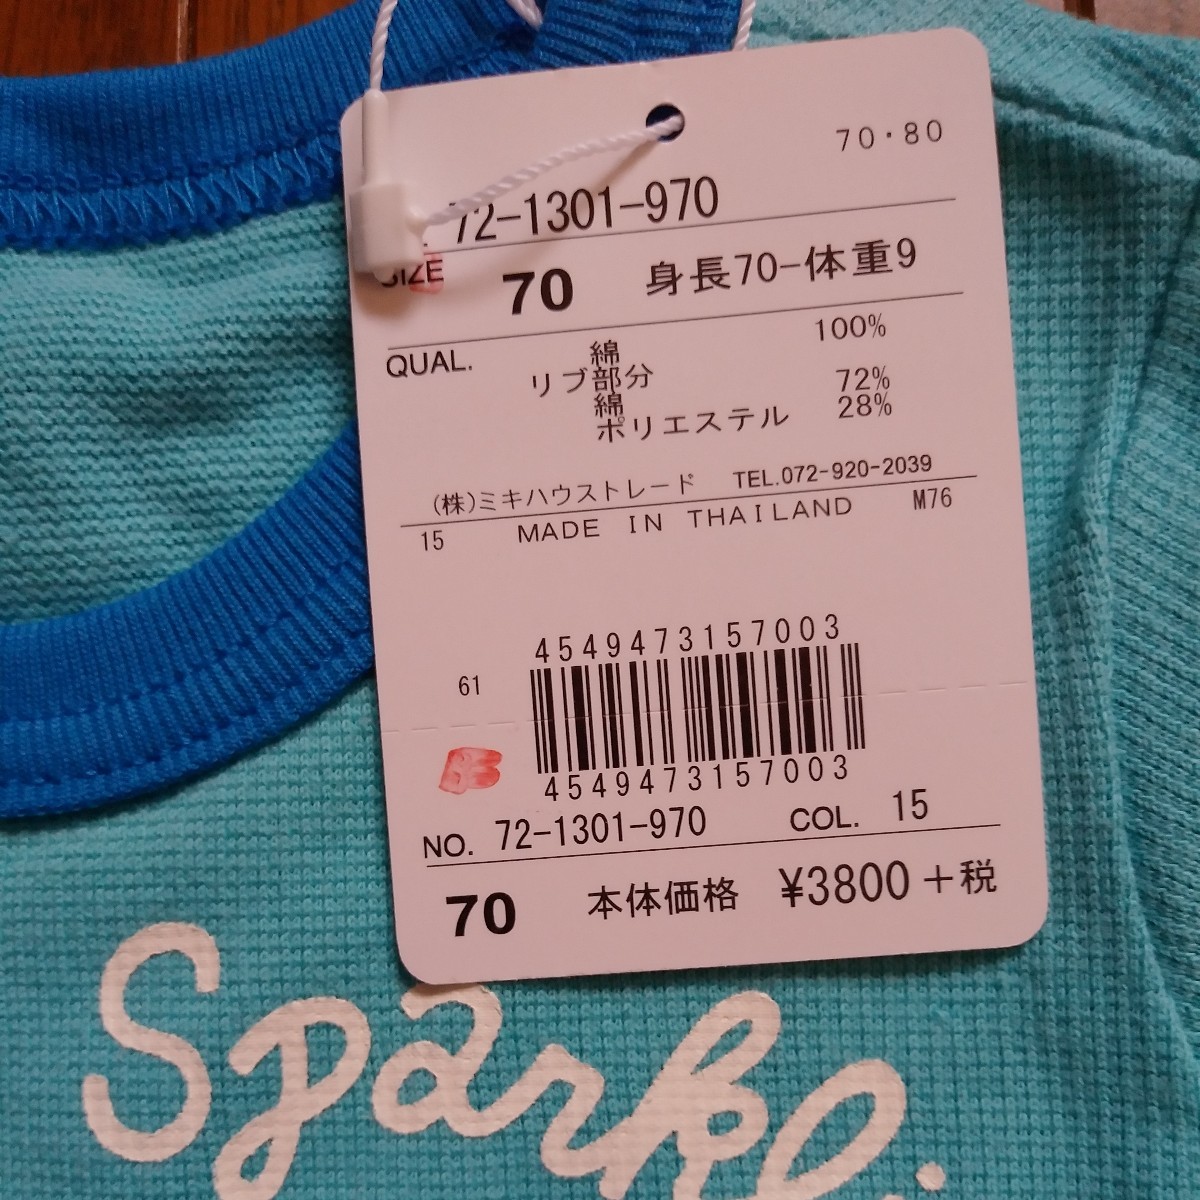 70・80
72-1301-970
SIZE 70 身長70-体重9
QUAL. 綿 100%
リブ部分
綿 72%
ポリエステル 28%
(株)ミキハウストレード TEL.072-920-2039
15 MADE IN THAILAND M76
4549473157003
61
4549473157003
NO. 72-1301-970 COL. 15
70 本体価格 ¥3800+税